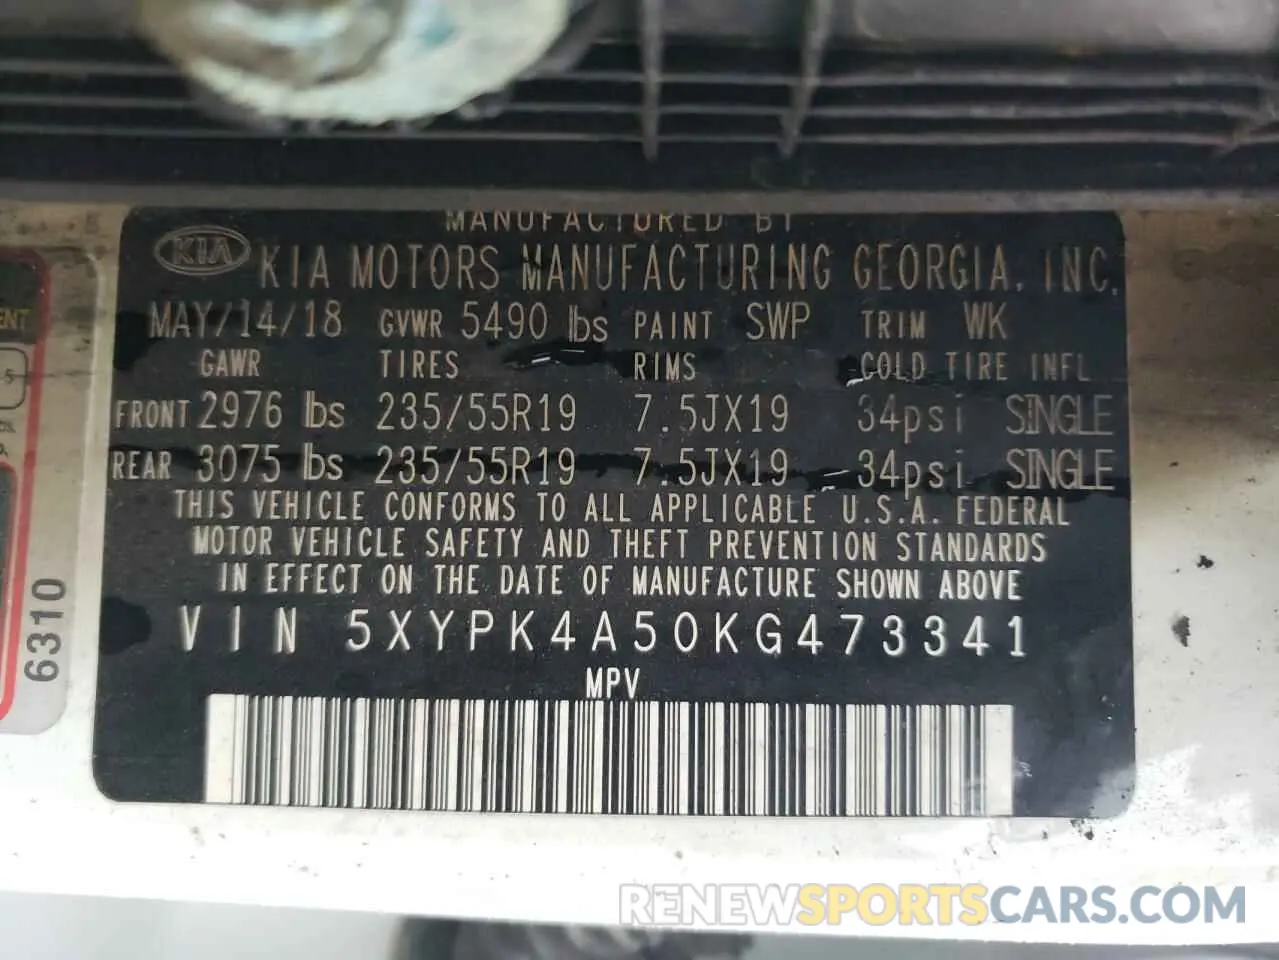 MANUFACTURED BY
KIA KIA MOTORS MANUFACTURING GEORGIA, INC.
MAY/14/18 GVWR 5490 lbs PAINT SWP TRIM WK
GAWR TIRES RIMS COLD TIRE INFL
FRONT 2976 lbs 235/55R19 7.5JX19 34psi SINGLE
REAR 3075 lbs 235/55R19 7.5JX19 34psi SINGLE
THIS VEHICLE CONFORMS TO ALL APPLICABLE U.S.A. FEDERAL
MOTOR VEHICLE SAFETY AND THEFT PREVENTION STANDARDS
IN EFFECT ON THE DATE OF MANUFACTURE SHOWN ABOVE
VIN 5XYPK4A50KG473341
MPV
6310
5
RENEWSPORTSCARS.COM